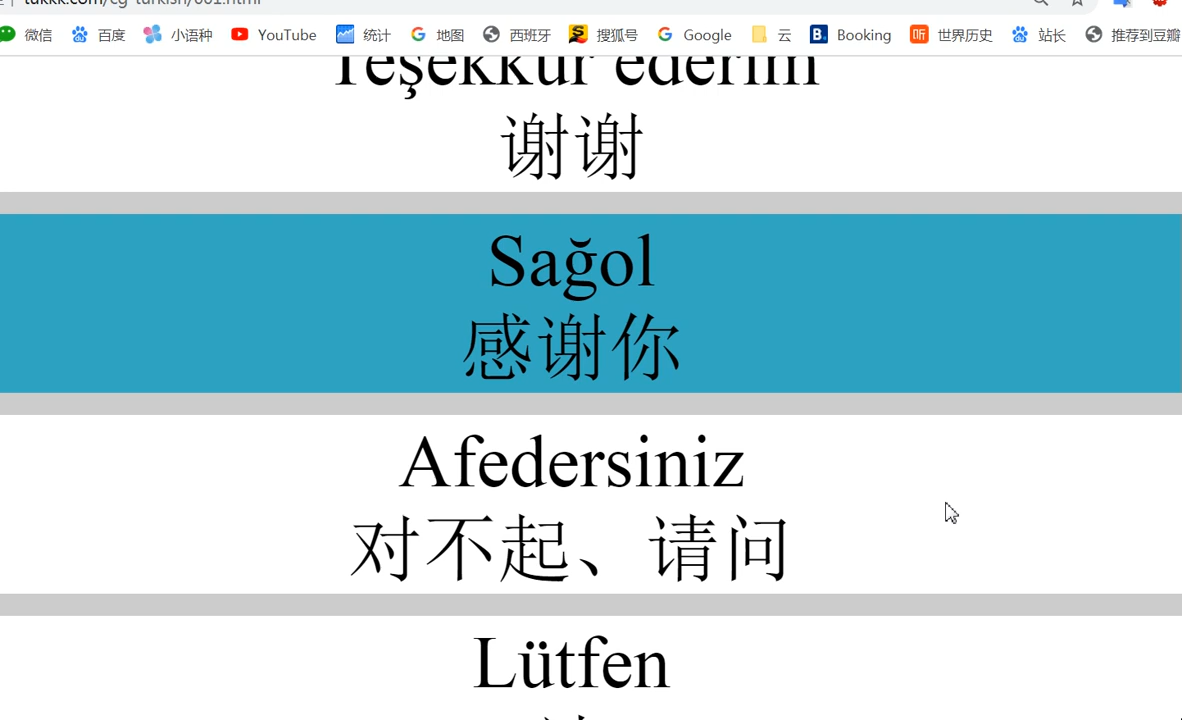 微信 百度 小语种 YouTube 统计 地图 西班牙 搜狐号 Google 云 Booking 世界历史 站长 推荐到豆瓣
Teşekkür ederim
谢谢
Sağol
感谢你
Afedersiniz
对不起、请问
Lütfen